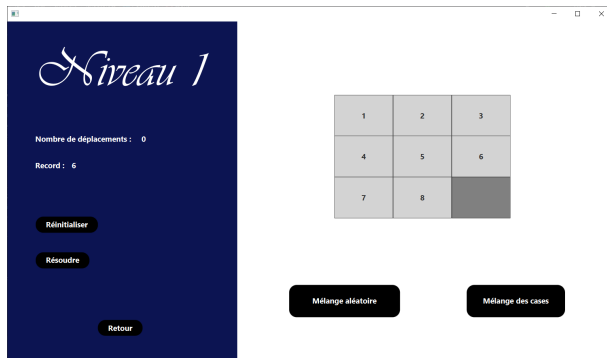 Niveau 1
Nombre de déplacements : 0
Record : 6
Réinitialiser
Résoudre
Retour
1 2 3
4 5 6
7 8
Mélange aléatoire
Mélange des cases